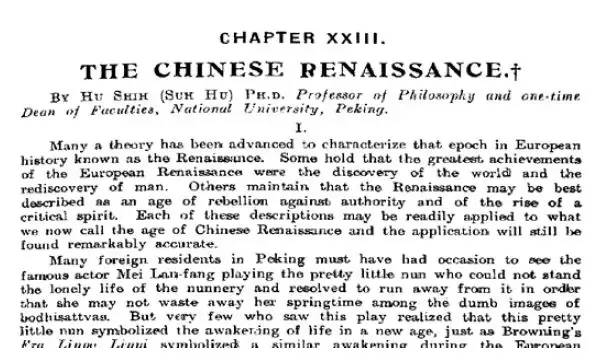 CHAPTER XXIII.
THE CHINESE RENAISSANCE.†
By Hu Shih (Suh Hu) Ph.D. Professor of Philosophy and one-time
Dean of Faculties, National University, Peking.
I.
Many a theory has been advanced to characterize that epoch in European
history known as the Renaissance. Some hold that the greatest achievements
of the European Renaissance were the discovery of the world and the
rediscovery of man. Others maintain that the Renaissance may be best
described as an age of rebellion against authority and of the rise of a
critical spirit. Each of these descriptions may be readily applied to what
we now call the age of Chinese Renaissance and the application will still be
found remarkably accurate.
Many foreign residents in Peking must have had occasion to see the
famous actor Mei Lan-fang playing the pretty little nun who could not stand
the lonely life of the nunnery and resolved to run away from it in order
that she may not waste away her springtime among the dumb images of
bodhisattvas. But very few who saw this play realized that this pretty
little nun symbolized the awakening of life in a new age, just as Browning's
Fra Lippo Lippi symbolized a similar awakening during the European